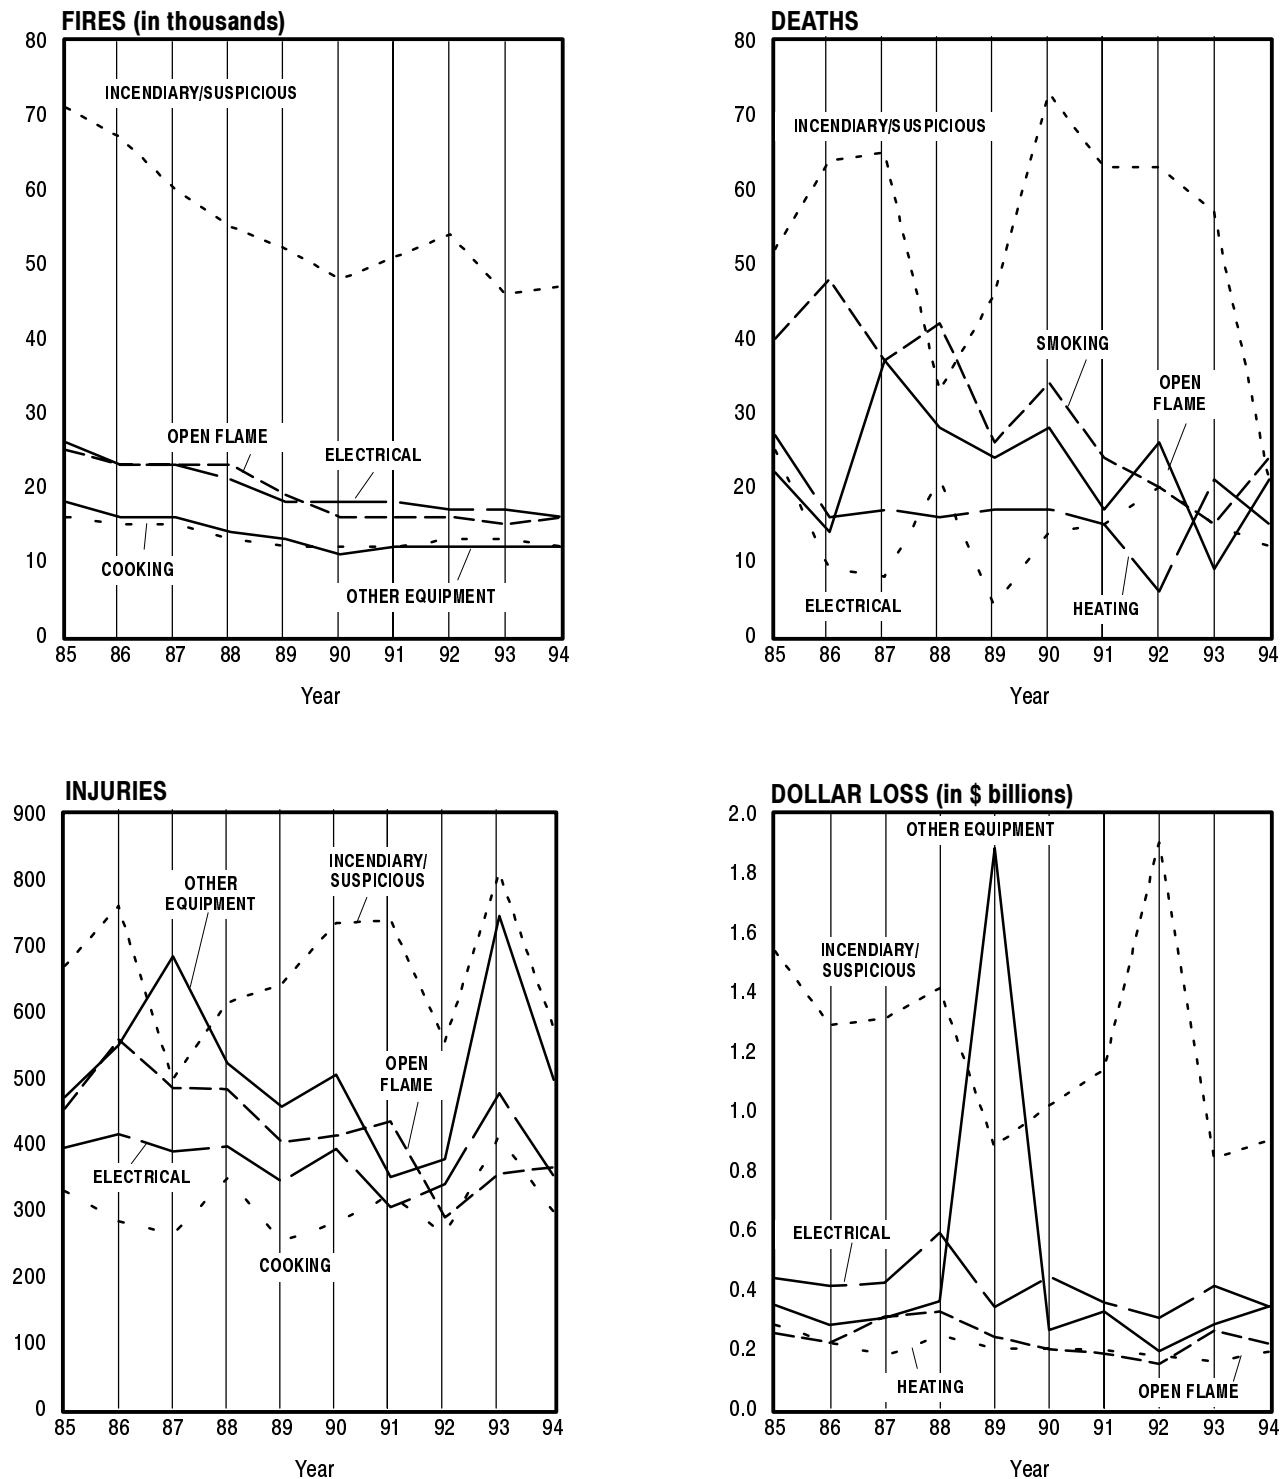 FIRES (in thousands)
80
70
60
50
40
30
20
10
0
INCENDIARY/SUSPICIOUS
OPEN FLAME
ELECTRICAL
COOKING
OTHER EQUIPMENT
85 86 87 88 89 90 91 92 93 94
Year
DEATHS
80
70
60
50
40
30
20
10
0
INCENDIARY/SUSPICIOUS
SMOKING
OPEN
FLAME
ELECTRICAL
HEATING
85 86 87 88 89 90 91 92 93 94
Year
INJURIES
900
800
700
600
500
400
300
200
100
0
INCENDIARY/
SUSPICIOUS
OTHER
EQUIPMENT
OPEN
FLAME
ELECTRICAL
COOKING
85 86 87 88 89 90 91 92 93 94
Year
DOLLAR LOSS (in $ billions)
2.0
1.8
1.6
1.4
1.2
1.0
0.8
0.6
0.4
0.2
0.0
OTHER EQUIPMENT
INCENDIARY/
SUSPICIOUS
ELECTRICAL
HEATING
OPEN FLAME
85 86 87 88 89 90 91 92 93 94
Year